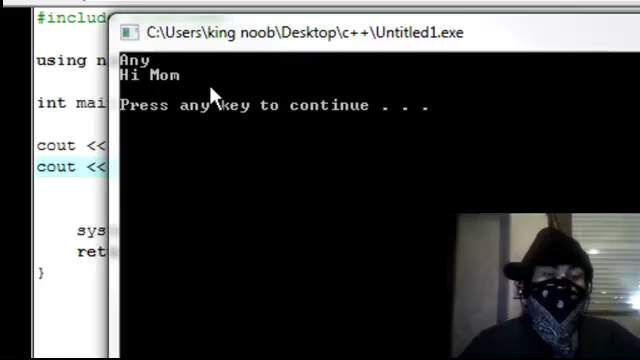 #includ
C:\Users\king noob\Desktop\c++\Untitled1.exe
using n
Any
Hi Mom
int mai
Press any key to continue . . .
cout <<
cout <<
sys
ret
}